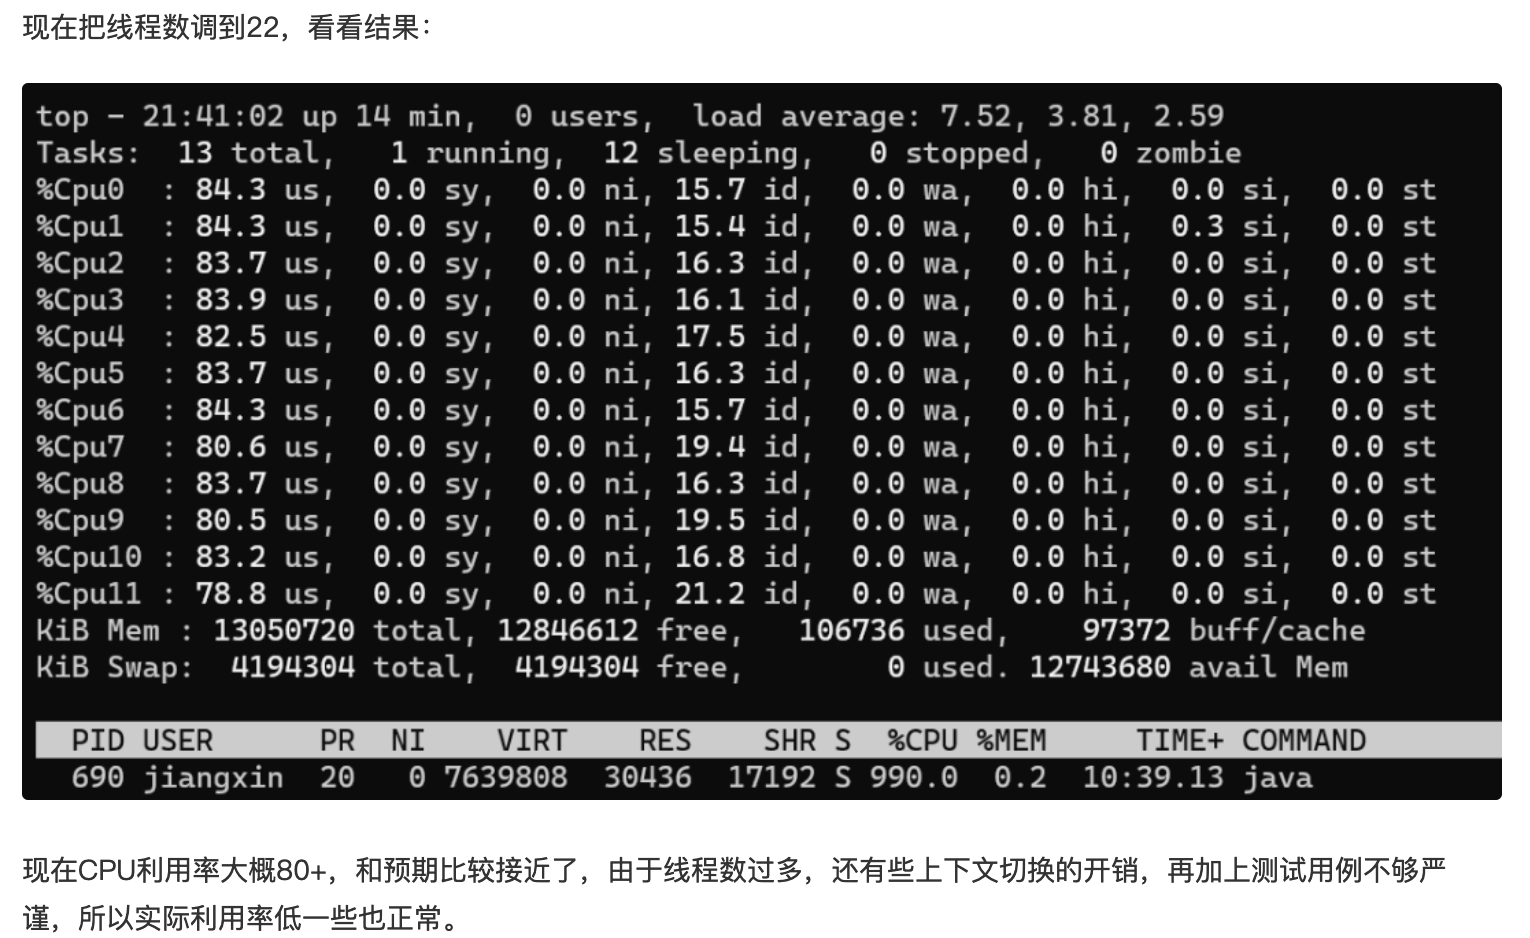 现在把线程数调到22，看看结果：
top - 21:41:02 up 14 min,  0 users,  load average: 7.52, 3.81, 2.59
Tasks:  13 total,   1 running,  12 sleeping,   0 stopped,   0 zombie
%Cpu0  : 84.3 us,  0.0 sy,  0.0 ni, 15.7 id,  0.0 wa,  0.0 hi,  0.0 si,  0.0 st
%Cpu1  : 84.3 us,  0.0 sy,  0.0 ni, 15.4 id,  0.0 wa,  0.0 hi,  0.3 si,  0.0 st
%Cpu2  : 83.7 us,  0.0 sy,  0.0 ni, 16.3 id,  0.0 wa,  0.0 hi,  0.0 si,  0.0 st
%Cpu3  : 83.9 us,  0.0 sy,  0.0 ni, 16.1 id,  0.0 wa,  0.0 hi,  0.0 si,  0.0 st
%Cpu4  : 82.5 us,  0.0 sy,  0.0 ni, 17.5 id,  0.0 wa,  0.0 hi,  0.0 si,  0.0 st
%Cpu5  : 83.7 us,  0.0 sy,  0.0 ni, 16.3 id,  0.0 wa,  0.0 hi,  0.0 si,  0.0 st
%Cpu6  : 84.3 us,  0.0 sy,  0.0 ni, 15.7 id,  0.0 wa,  0.0 hi,  0.0 si,  0.0 st
%Cpu7  : 80.6 us,  0.0 sy,  0.0 ni, 19.4 id,  0.0 wa,  0.0 hi,  0.0 si,  0.0 st
%Cpu8  : 83.7 us,  0.0 sy,  0.0 ni, 16.3 id,  0.0 wa,  0.0 hi,  0.0 si,  0.0 st
%Cpu9  : 80.5 us,  0.0 sy,  0.0 ni, 19.5 id,  0.0 wa,  0.0 hi,  0.0 si,  0.0 st
%Cpu10 : 83.2 us,  0.0 sy,  0.0 ni, 16.8 id,  0.0 wa,  0.0 hi,  0.0 si,  0.0 st
%Cpu11 : 78.8 us,  0.0 sy,  0.0 ni, 21.2 id,  0.0 wa,  0.0 hi,  0.0 si,  0.0 st
KiB Mem : 13050720 total, 12846612 free,   106736 used,    97372 buff/cache
KiB Swap:  4194304 total,  4194304 free,        0 used. 12743680 avail Mem
PID USER      PR  NI    VIRT    RES    SHR S  %CPU %MEM     TIME+ COMMAND
690 jiangxin  20   0 7639808  30436  17192 S 990.0  0.2  10:39.13 java
现在CPU利用率大概80+，和预期比较接近了，由于线程数过多，还有些上下文切换的开销，再加上测试用例不够严
谨，所以实际利用率低一些也正常。